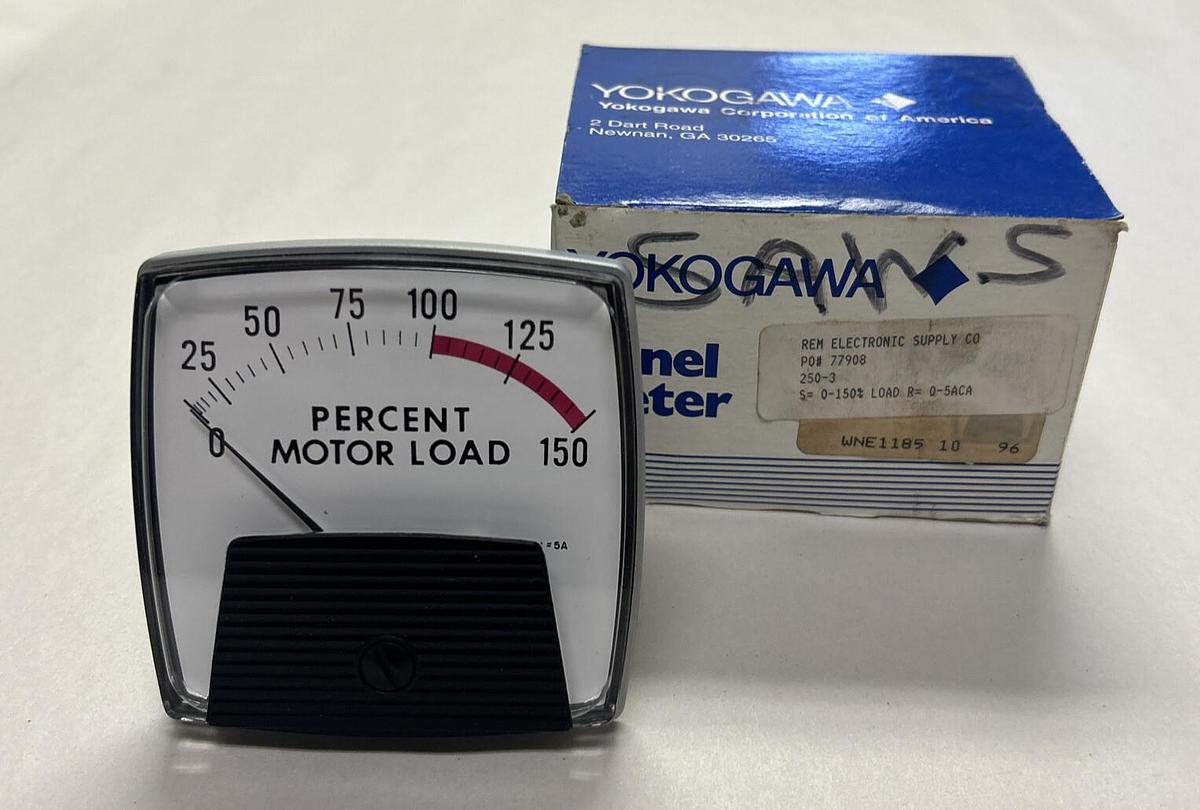 YOKOGAWA
Yokogawa Corporation of America
2 Dart Road
Newnan, GA 30265
YOKOGAWA
SAWS
nel
eter
REM ELECTRONIC SUPPLY CO
PO# 77908
250-3
S= 0-150% LOAD R= 0-5ACA
WNE1185 10 96
0 25 50 75 100 125 150
PERCENT
MOTOR LOAD
=5A